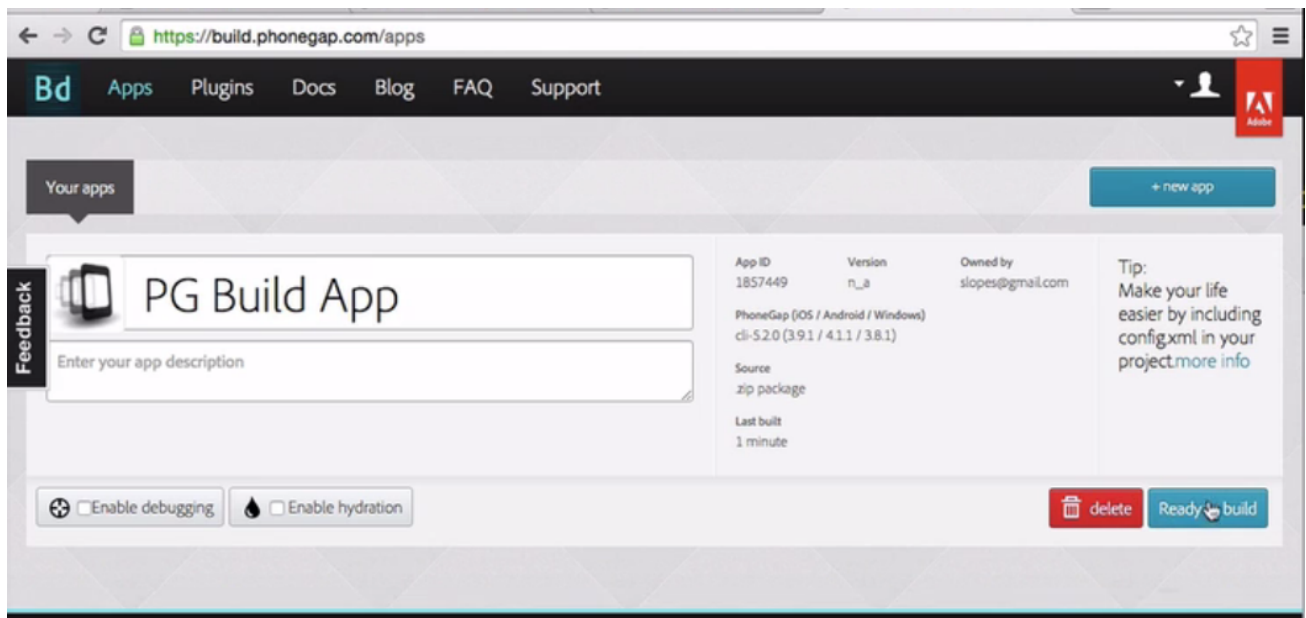 https://build.phonegap.com/apps
Bd Apps Plugins Docs Blog FAQ Support
Adobe
Your apps
+ new app
Feedback
PG Build App
Enter your app description
App ID Version Owned by
1857449 n_a slopes@gmail.com
PhoneGap (iOS / Android / Windows)
cli-5.2.0 (3.9.1 / 4.1.1 / 3.8.1)
Source
.zip package
Last built
1 minute
Tip:
Make your life
easier by including
config.xml in your
project.more info
Enable debugging Enable hydration delete Ready build